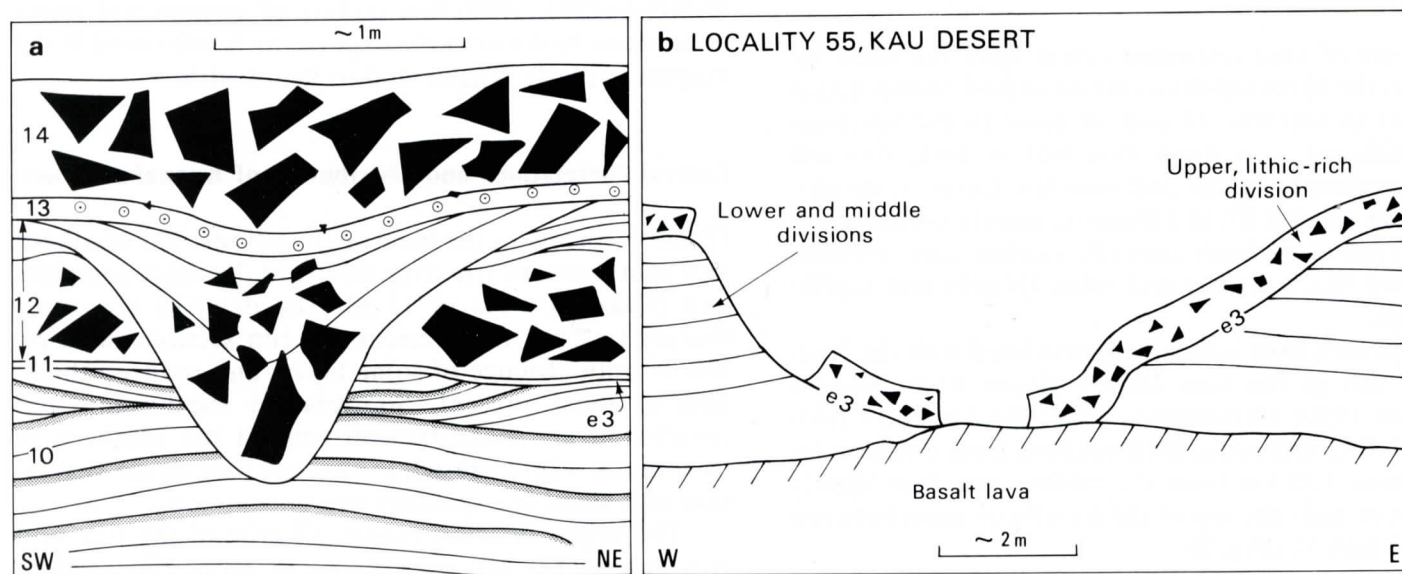 a
~1m
14
13
12
11
10
e3
SW
NE
b LOCALITY 55, KAU DESERT
Upper, lithic-rich
division
Lower and middle
divisions
e3
e3
Basalt lava
~2m
W
E